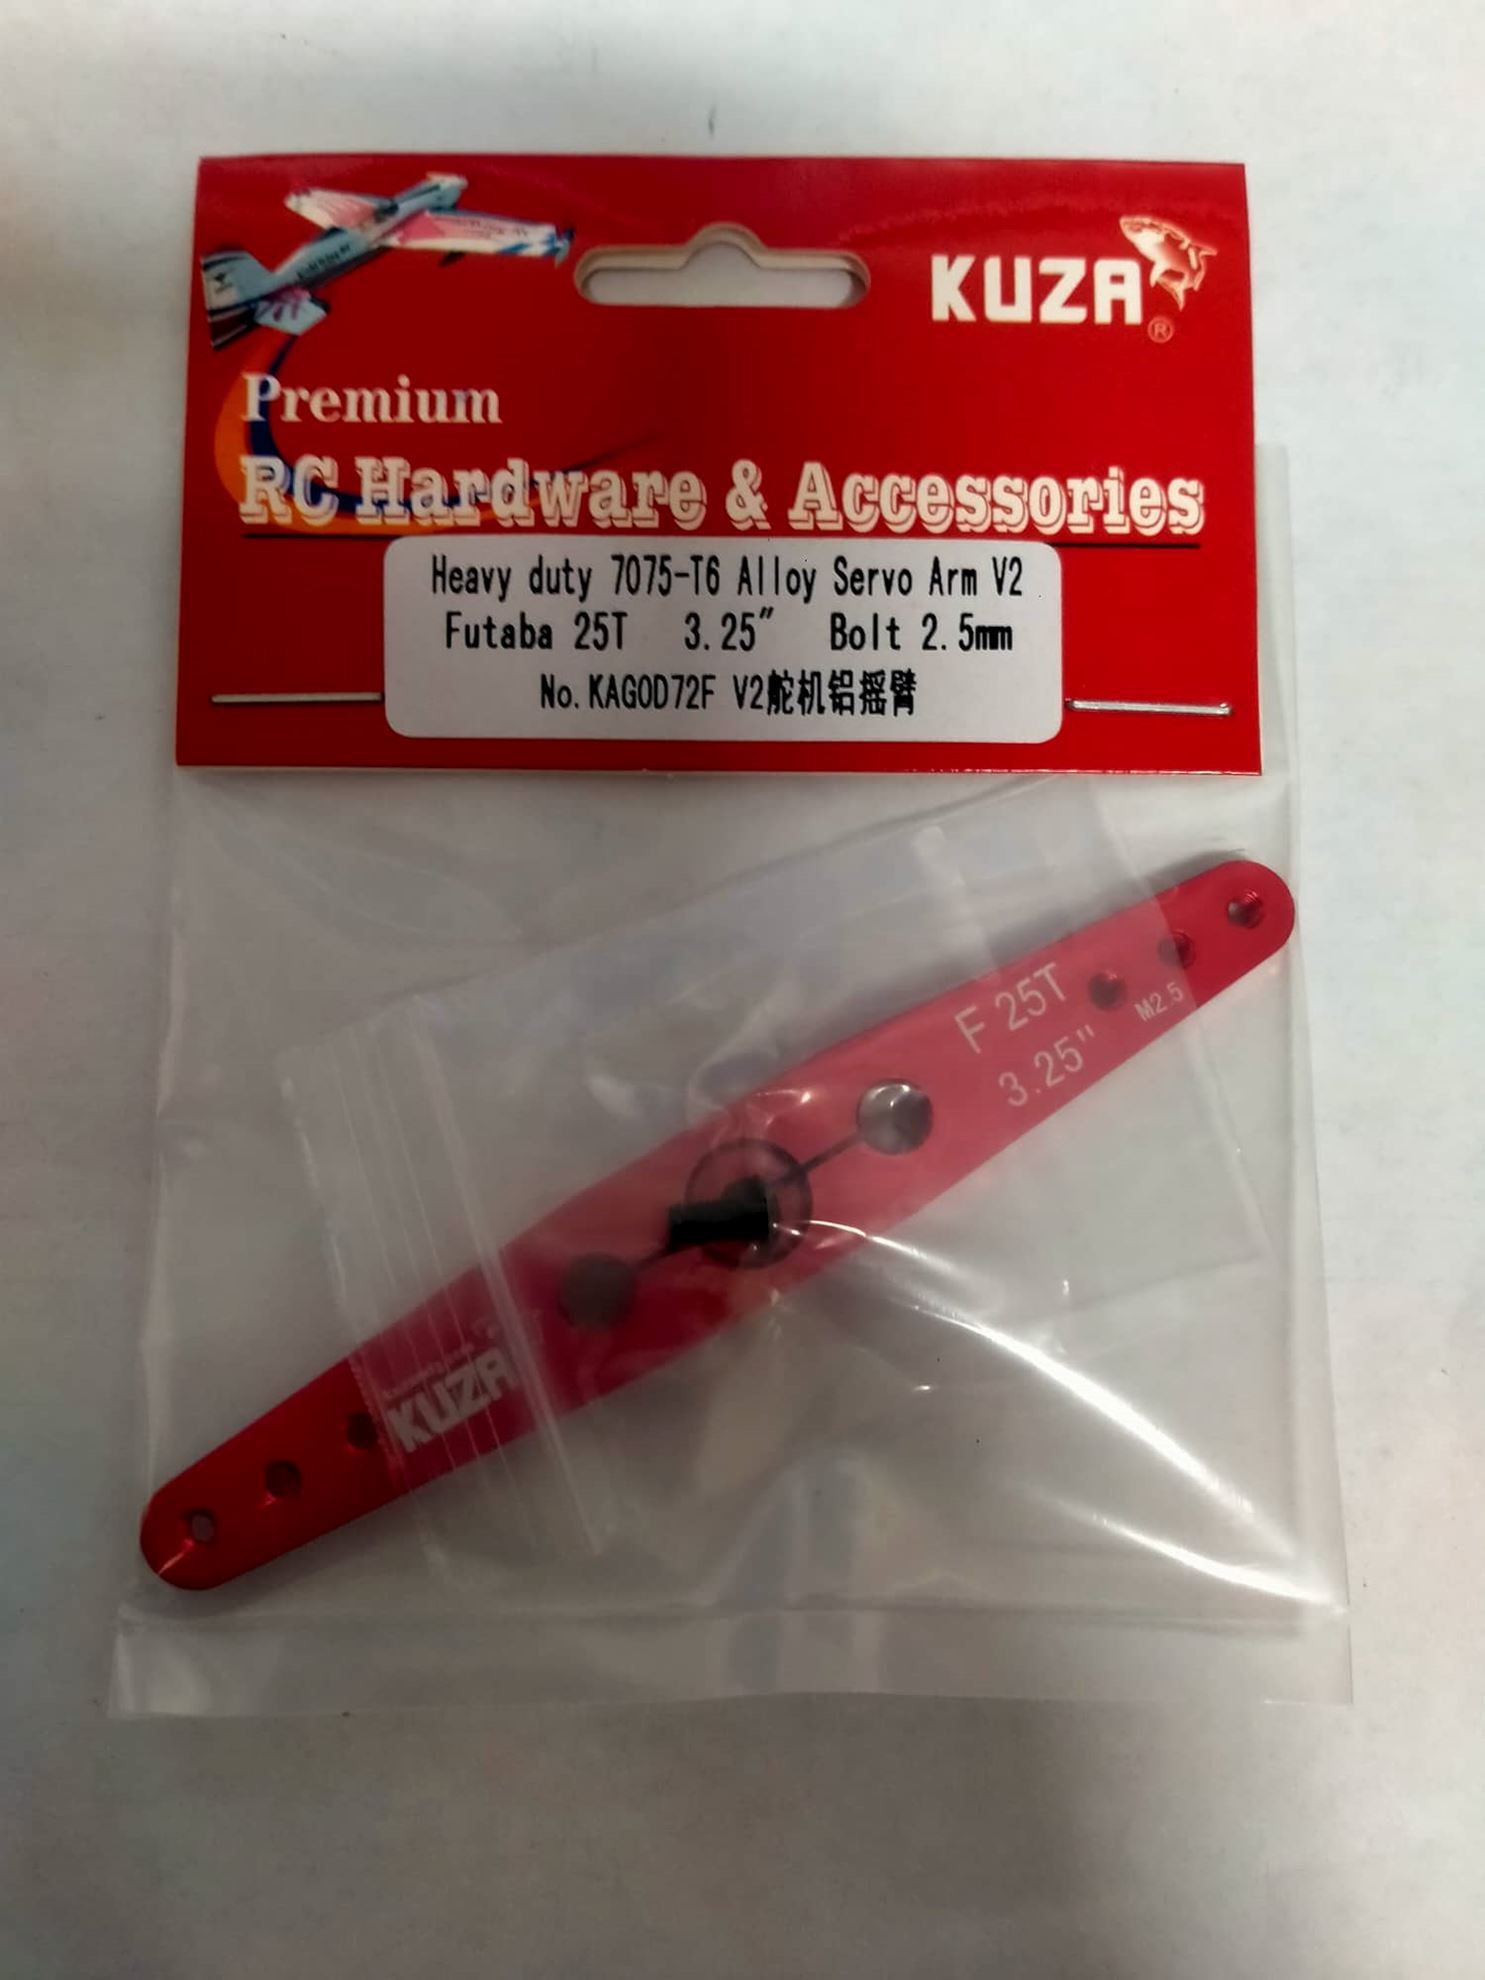 KUZA
®
Premium
RC Hardware & Accessories
Heavy duty 7075-T6 Alloy Servo Arm V2
Futaba 25T 3.25" Bolt 2.5mm
No.KAGOD72F V2舵机铝摇臂
F 25T
3.25"
M2.5
KUZA